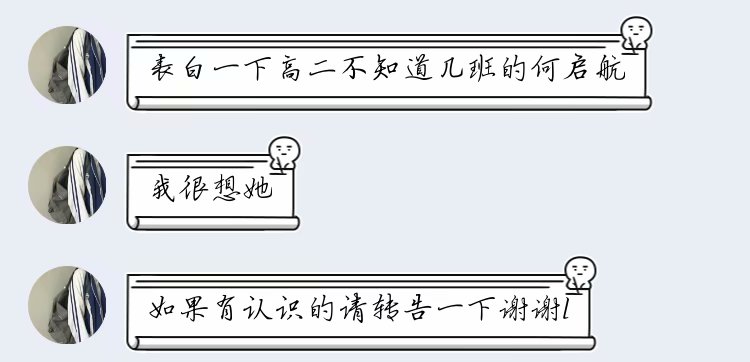 表白一下高二不知道几班的何启航
我很想她
如果有认识的请转告一下谢谢!